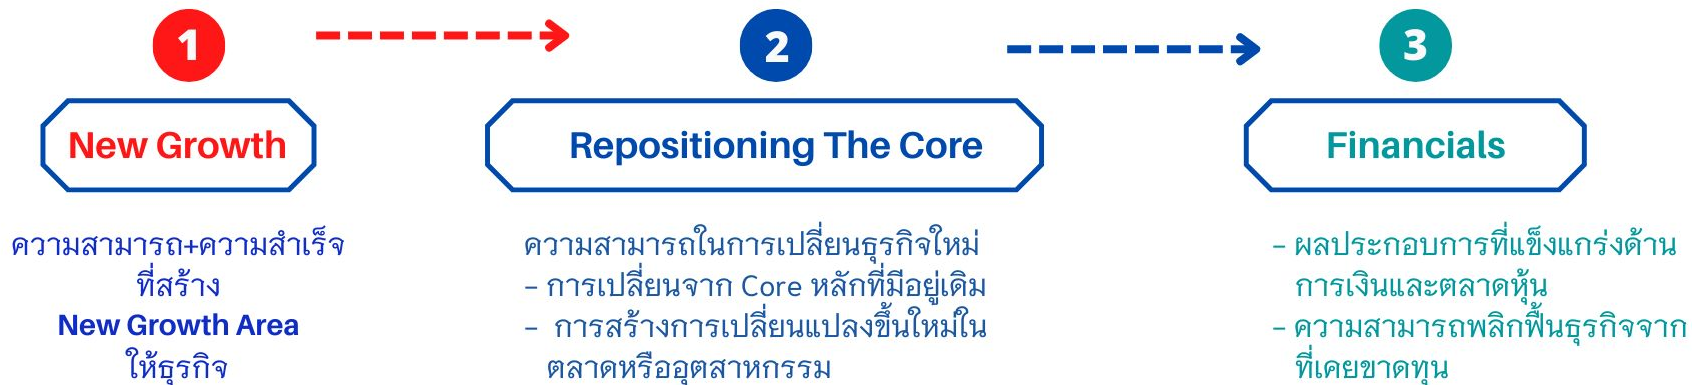 1
New Growth
ความสามารถ+ความสำเร็จ
ที่สร้าง
New Growth Area
ให้ธุรกิจ
2
Repositioning The Core
ความสามารถในการเปลี่ยนธุรกิจใหม่
– การเปลี่ยนจาก Core หลักที่มีอยู่เดิม
– การสร้างการเปลี่ยนแปลงขึ้นใหม่ใน
ตลาดหรืออุตสาหกรรม
3
Financials
– ผลประกอบการที่แข็งแกร่งด้าน
การเงินและตลาดหุ้น
– ความสามารถพลิกฟื้นธุรกิจจาก
ที่เคยขาดทุน